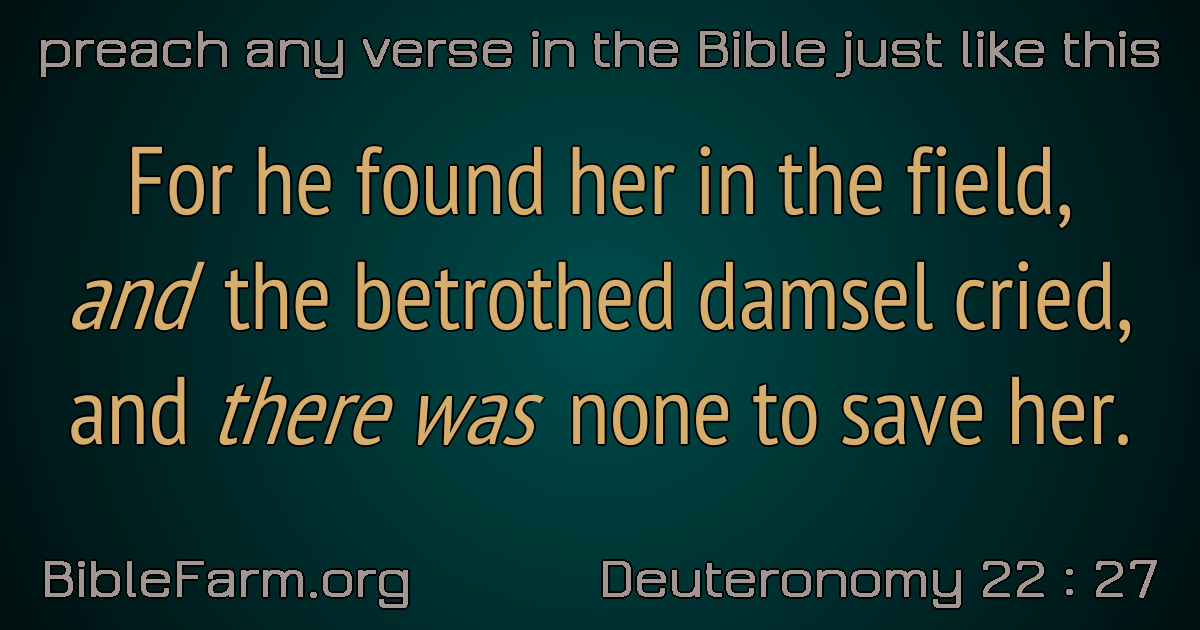 preach any verse in the Bible just like this
For he found her in the field,
and the betrothed damsel cried,
and there was none to save her.
BibleFarm.org
Deuteronomy 22 : 27